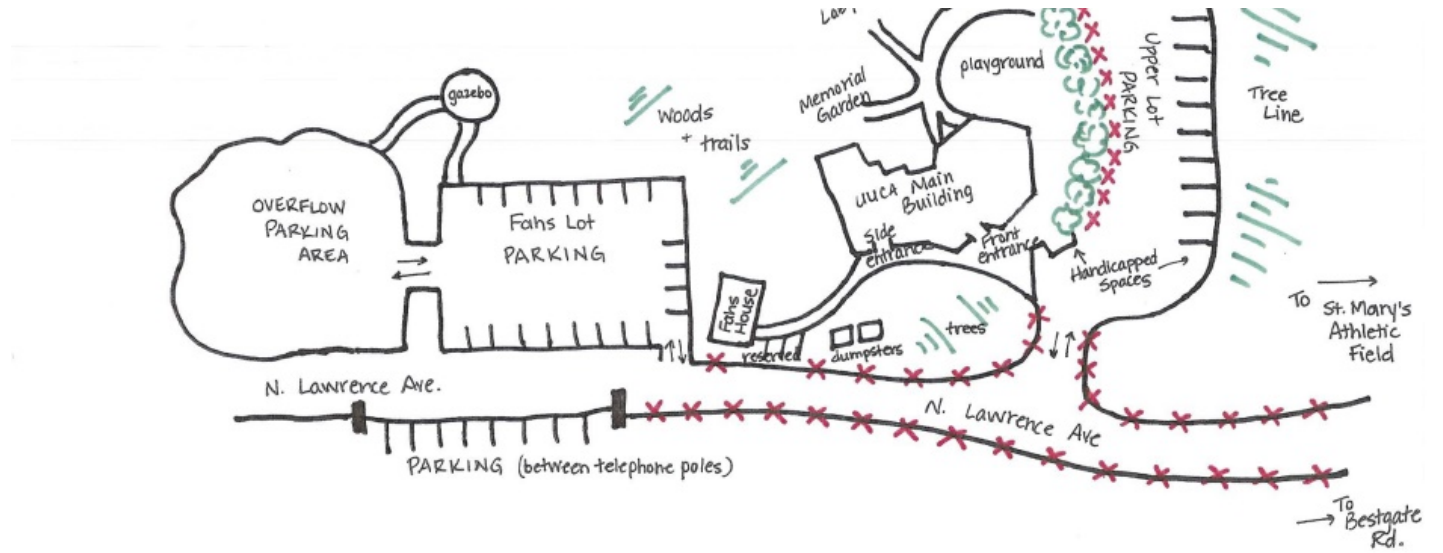 gazebo
woods
+ trails
OVERFLOW
PARKING
AREA
Fahs Lot
PARKING
Memorial
Garden
playground
Upper Lot
PARKING
Tree
Line
UUCA Main
Building
Side
entrance
Front
entrance
Handicapped
Spaces
To
St. Mary's
Athletic
Field
Fahs
House
reserved
dumpsters
trees
N. Lawrence Ave.
N. Lawrence Ave
PARKING (between telephone poles)
To
Bestgate
Rd.